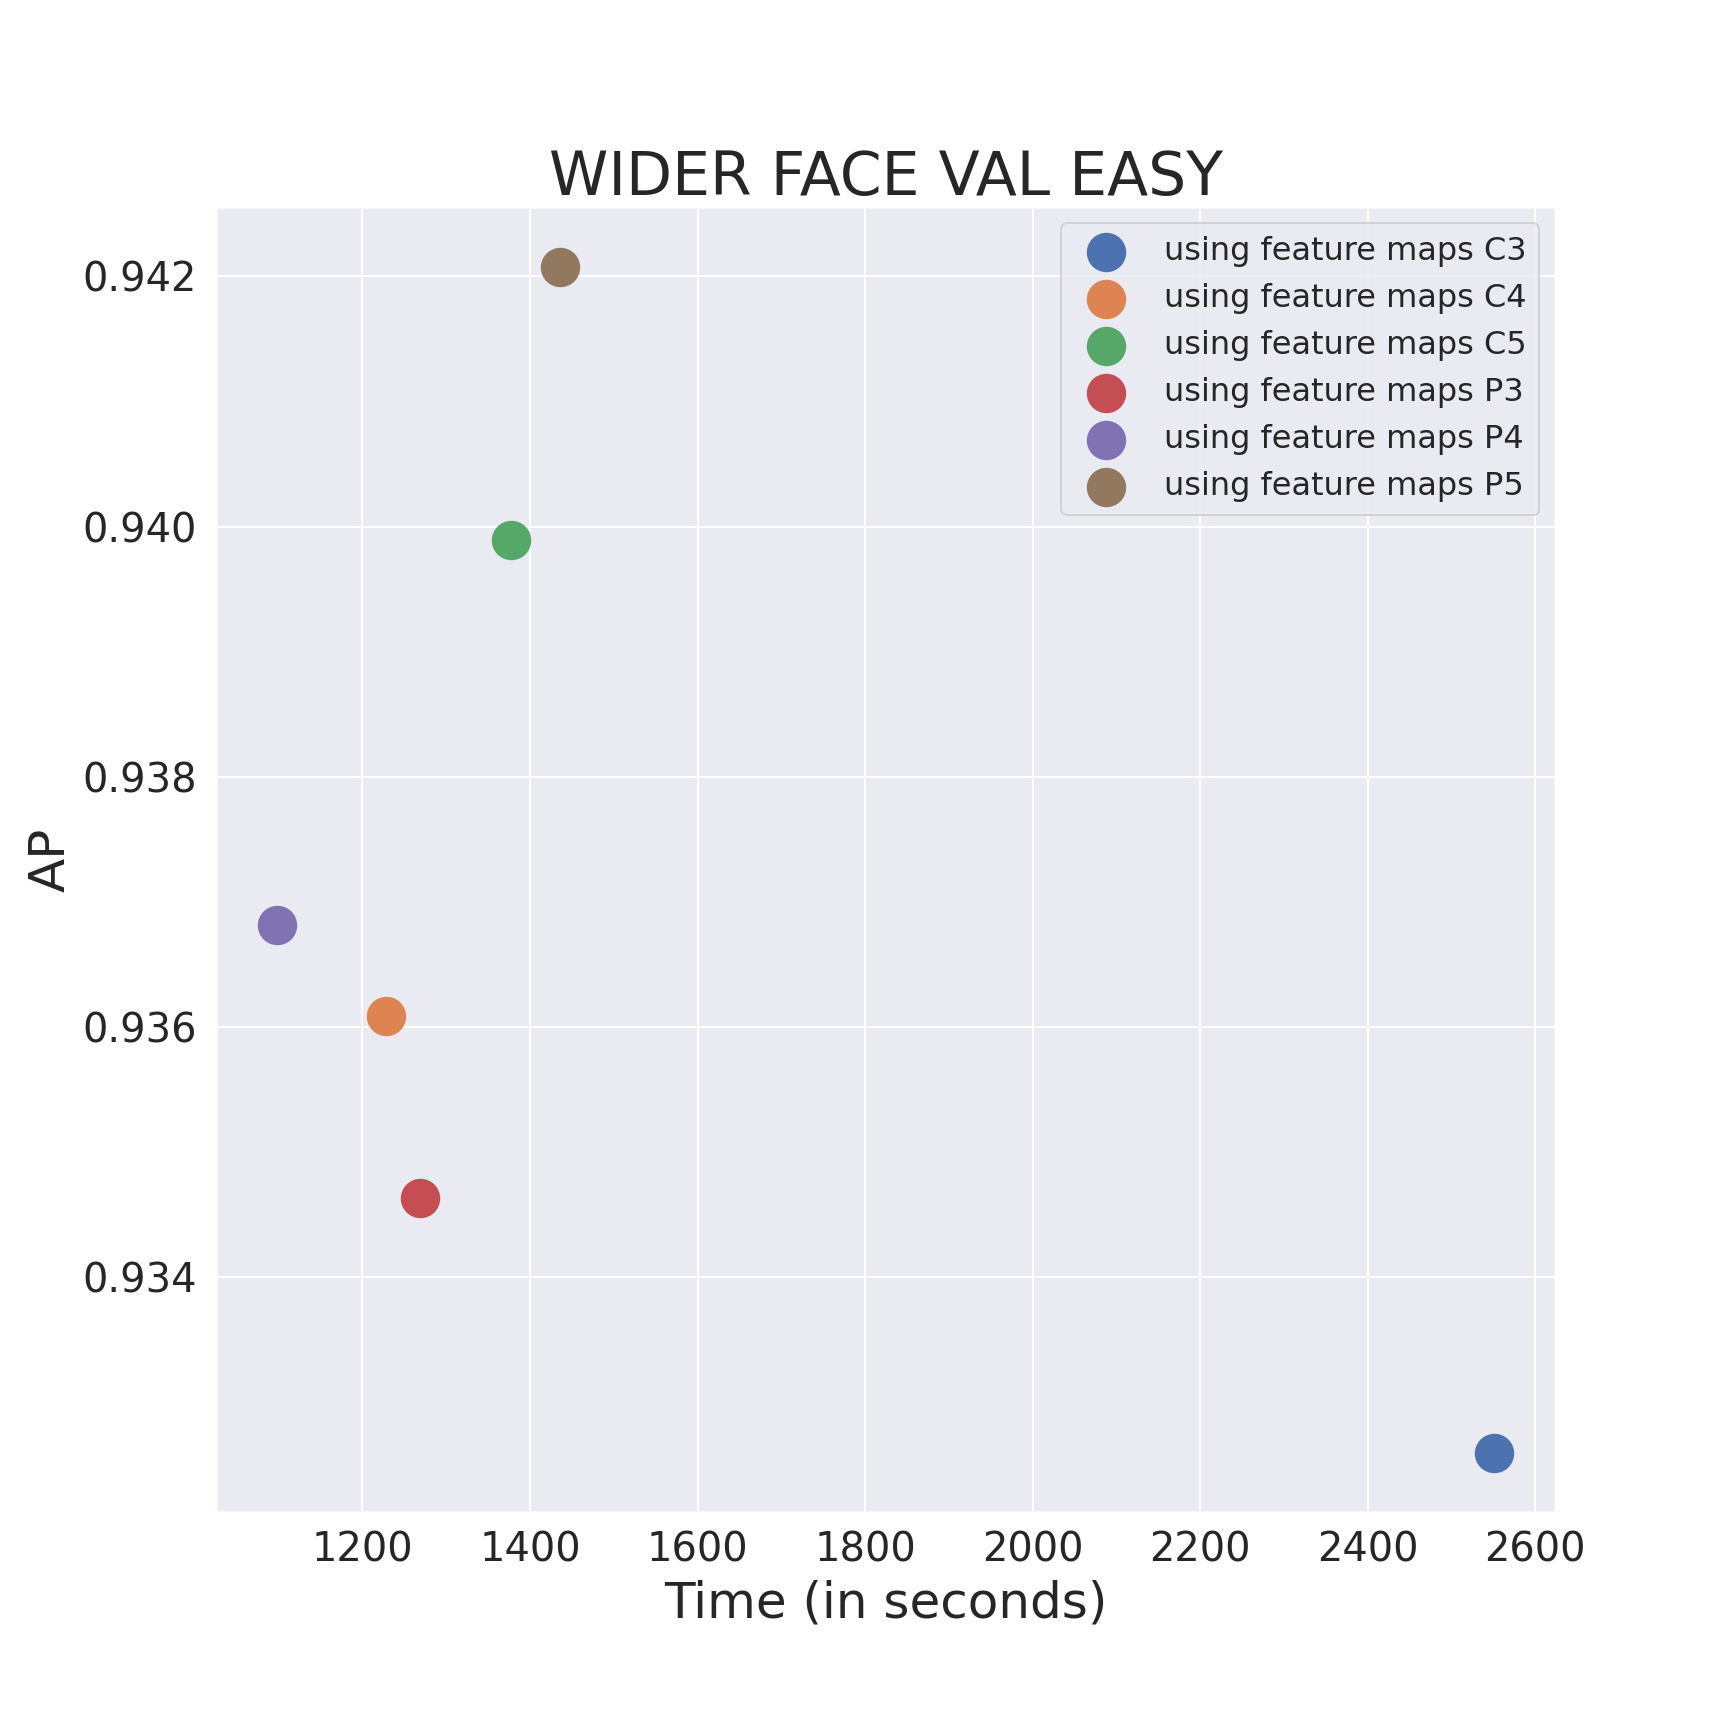 WIDER FACE VAL EASY
using feature maps C3
using feature maps C4
using feature maps C5
using feature maps P3
using feature maps P4
using feature maps P5
0.942
0.940
0.938
0.936
0.934
AP
1200 1400 1600 1800 2000 2200 2400 2600
Time (in seconds)